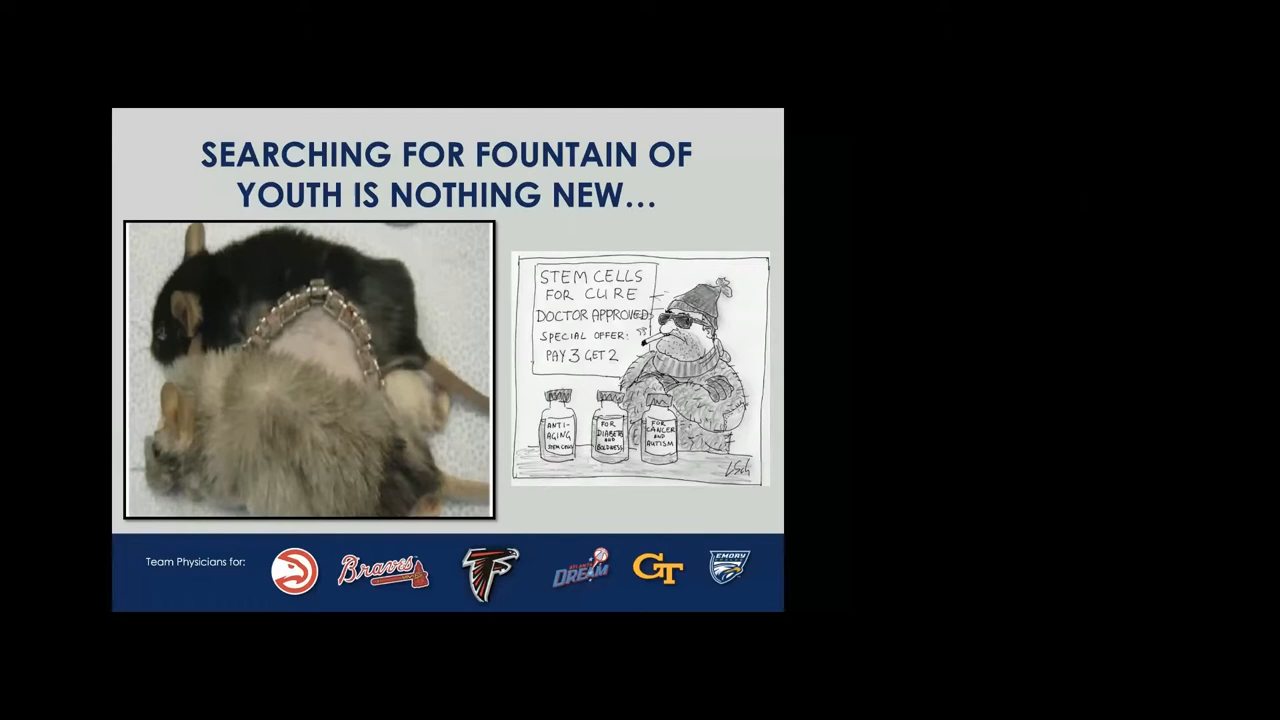 SEARCHING FOR FOUNTAIN OF
YOUTH IS NOTHING NEW...
STEM CELLS
FOR CURE
DOCTOR APPROVED
SPECIAL OFFER:
PAY 3 GET 2
ANTI-
AGING
STEM CELLS
FOR
DIABETES
AND
BOLDNESS
FOR
CANCER
AND
AUTISM
Team Physicians for:
Braves
ATLANTA
DREAM
GT
EMORY